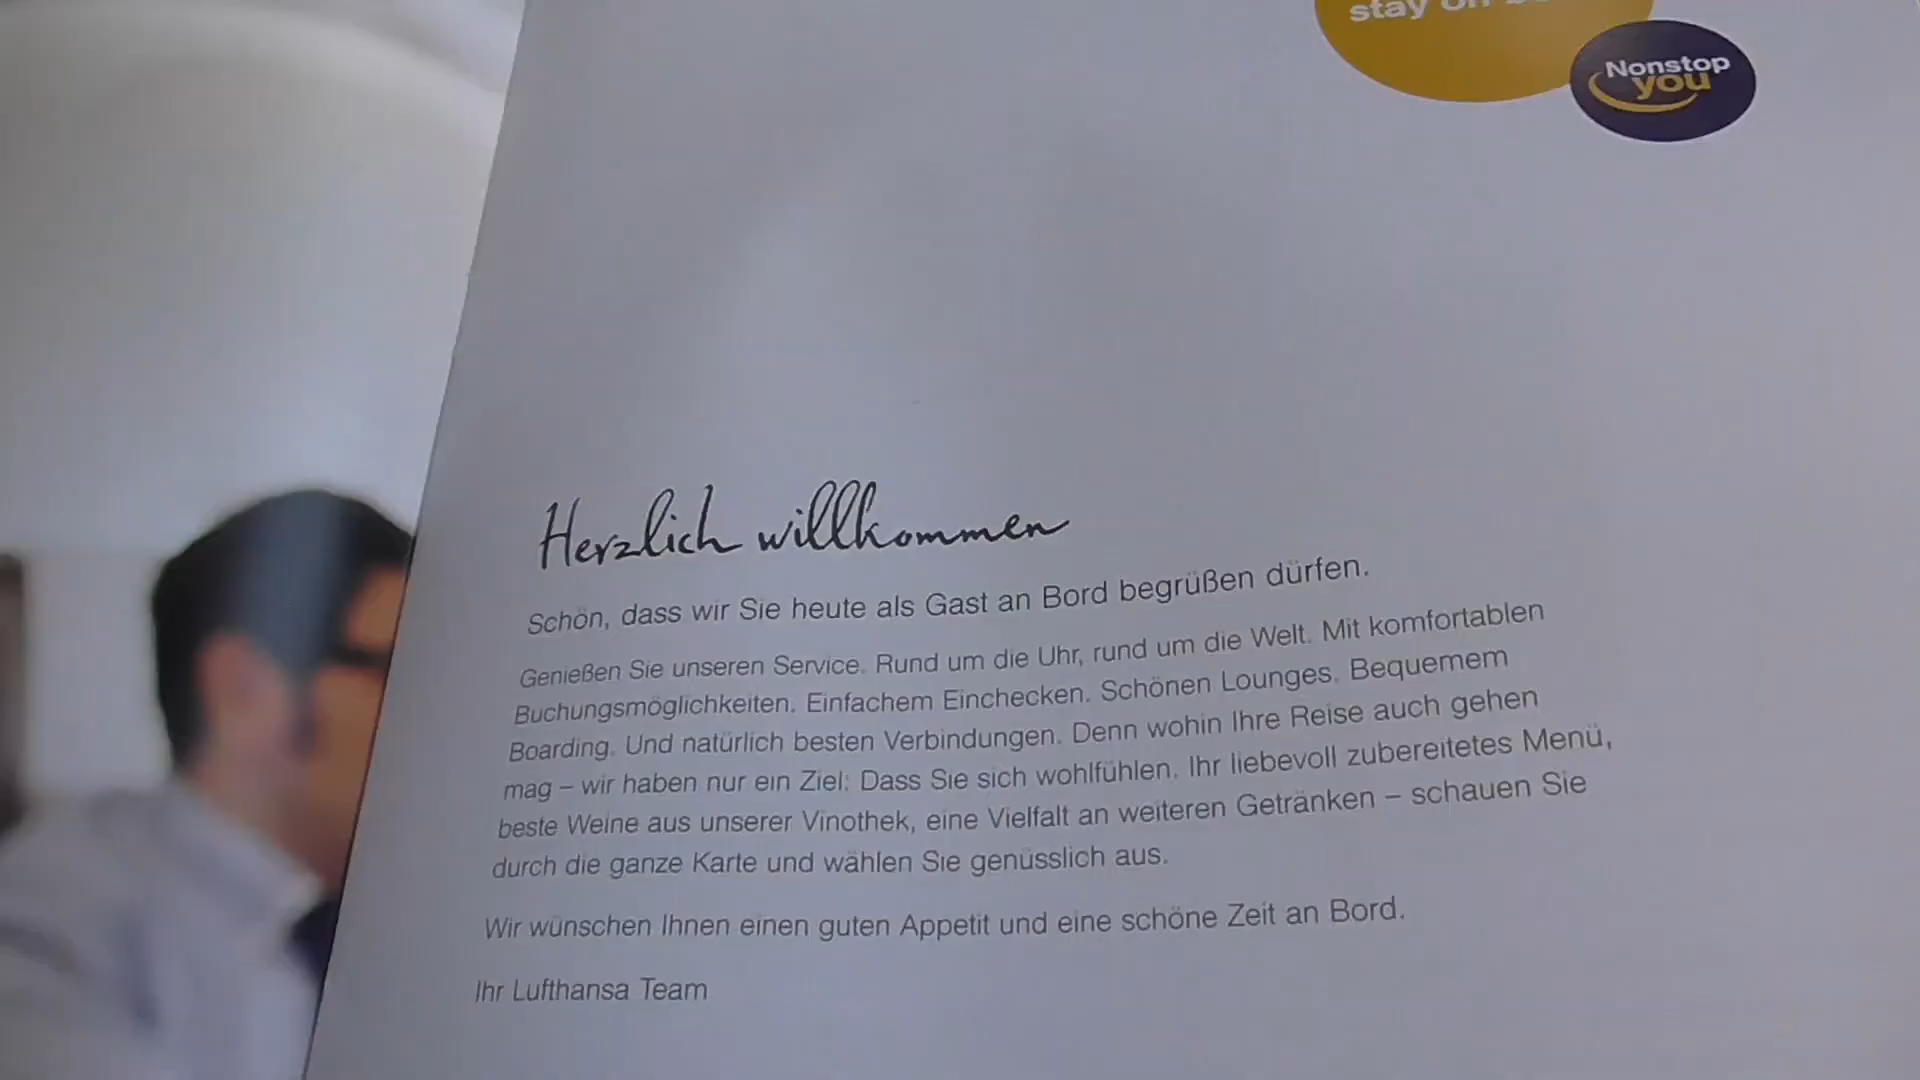 stay on
Nonstop
you
Herzlich willkommen
Schön, dass wir Sie heute als Gast an Bord begrüßen dürfen.
Genießen Sie unseren Service. Rund um die Uhr, rund um die Welt. Mit komfortablen
Buchungsmöglichkeiten. Einfachem Einchecken. Schönen Lounges. Bequemem
Boarding. Und natürlich besten Verbindungen. Denn wohin Ihre Reise auch gehen
mag – wir haben nur ein Ziel: Dass Sie sich wohlfühlen. Ihr liebevoll zubereitetes Menü,
beste Weine aus unserer Vinothek, eine Vielfalt an weiteren Getränken – schauen Sie
durch die ganze Karte und wählen Sie genüsslich aus.
Wir wünschen Ihnen einen guten Appetit und eine schöne Zeit an Bord.
Ihr Lufthansa Team